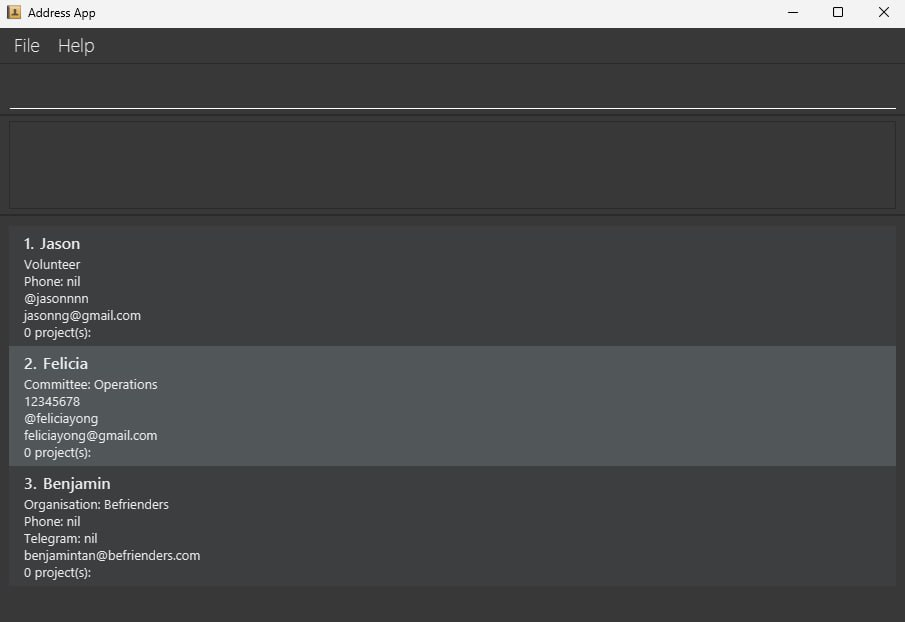 Address App
File Help
1. Jason
Volunteer
Phone: nil
@jasonnnn
jasonng@gmail.com
0 project(s):
2. Felicia
Committee: Operations
12345678
@feliciayong
feliciayong@gmail.com
0 project(s):
3. Benjamin
Organisation: Befrienders
Phone: nil
Telegram: nil
benjamintan@befrienders.com
0 project(s):